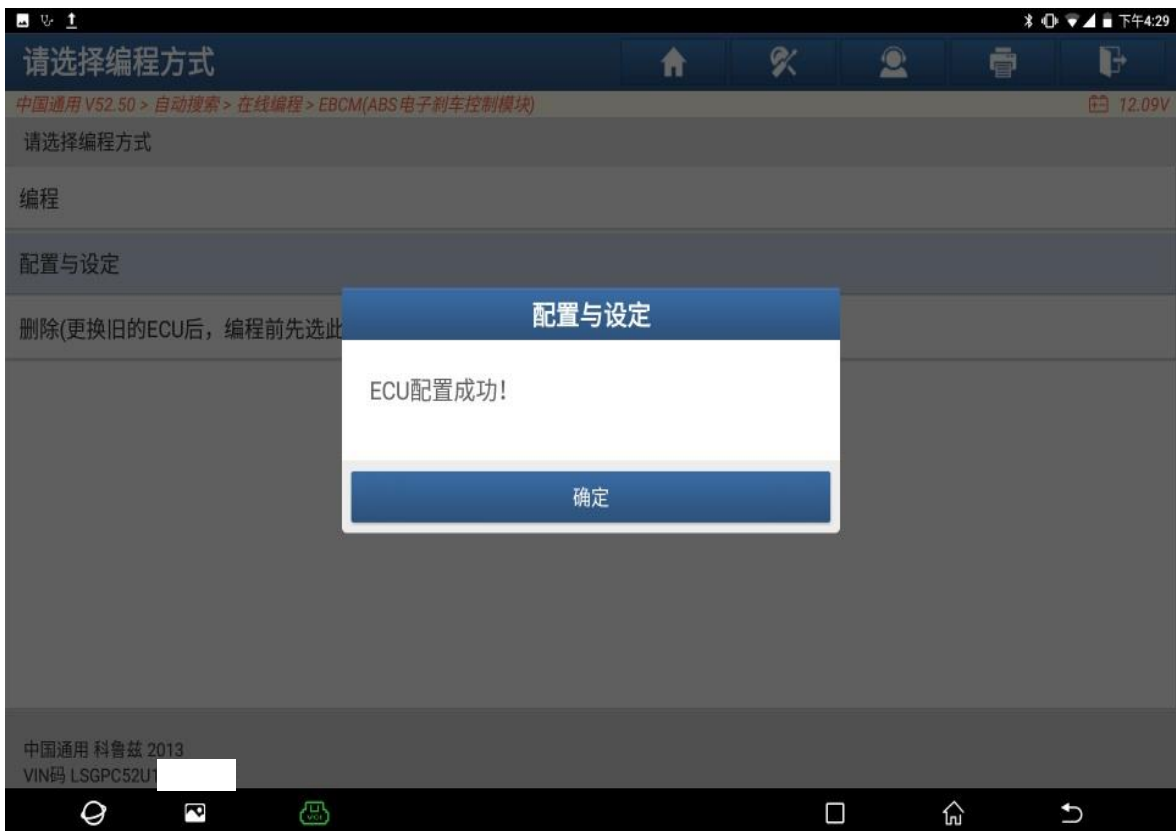 下午4:29
请选择编程方式
中国通用 V52.50 > 自动搜索 > 在线编程 > EBCM(ABS电子刹车控制模块)
12.09V
请选择编程方式
编程
配置与设定
删除(更换旧的ECU后，编程前先选此
配置与设定
ECU配置成功！
确定
中国通用 科鲁兹 2013
VIN码 LSGPC52U1
VCI